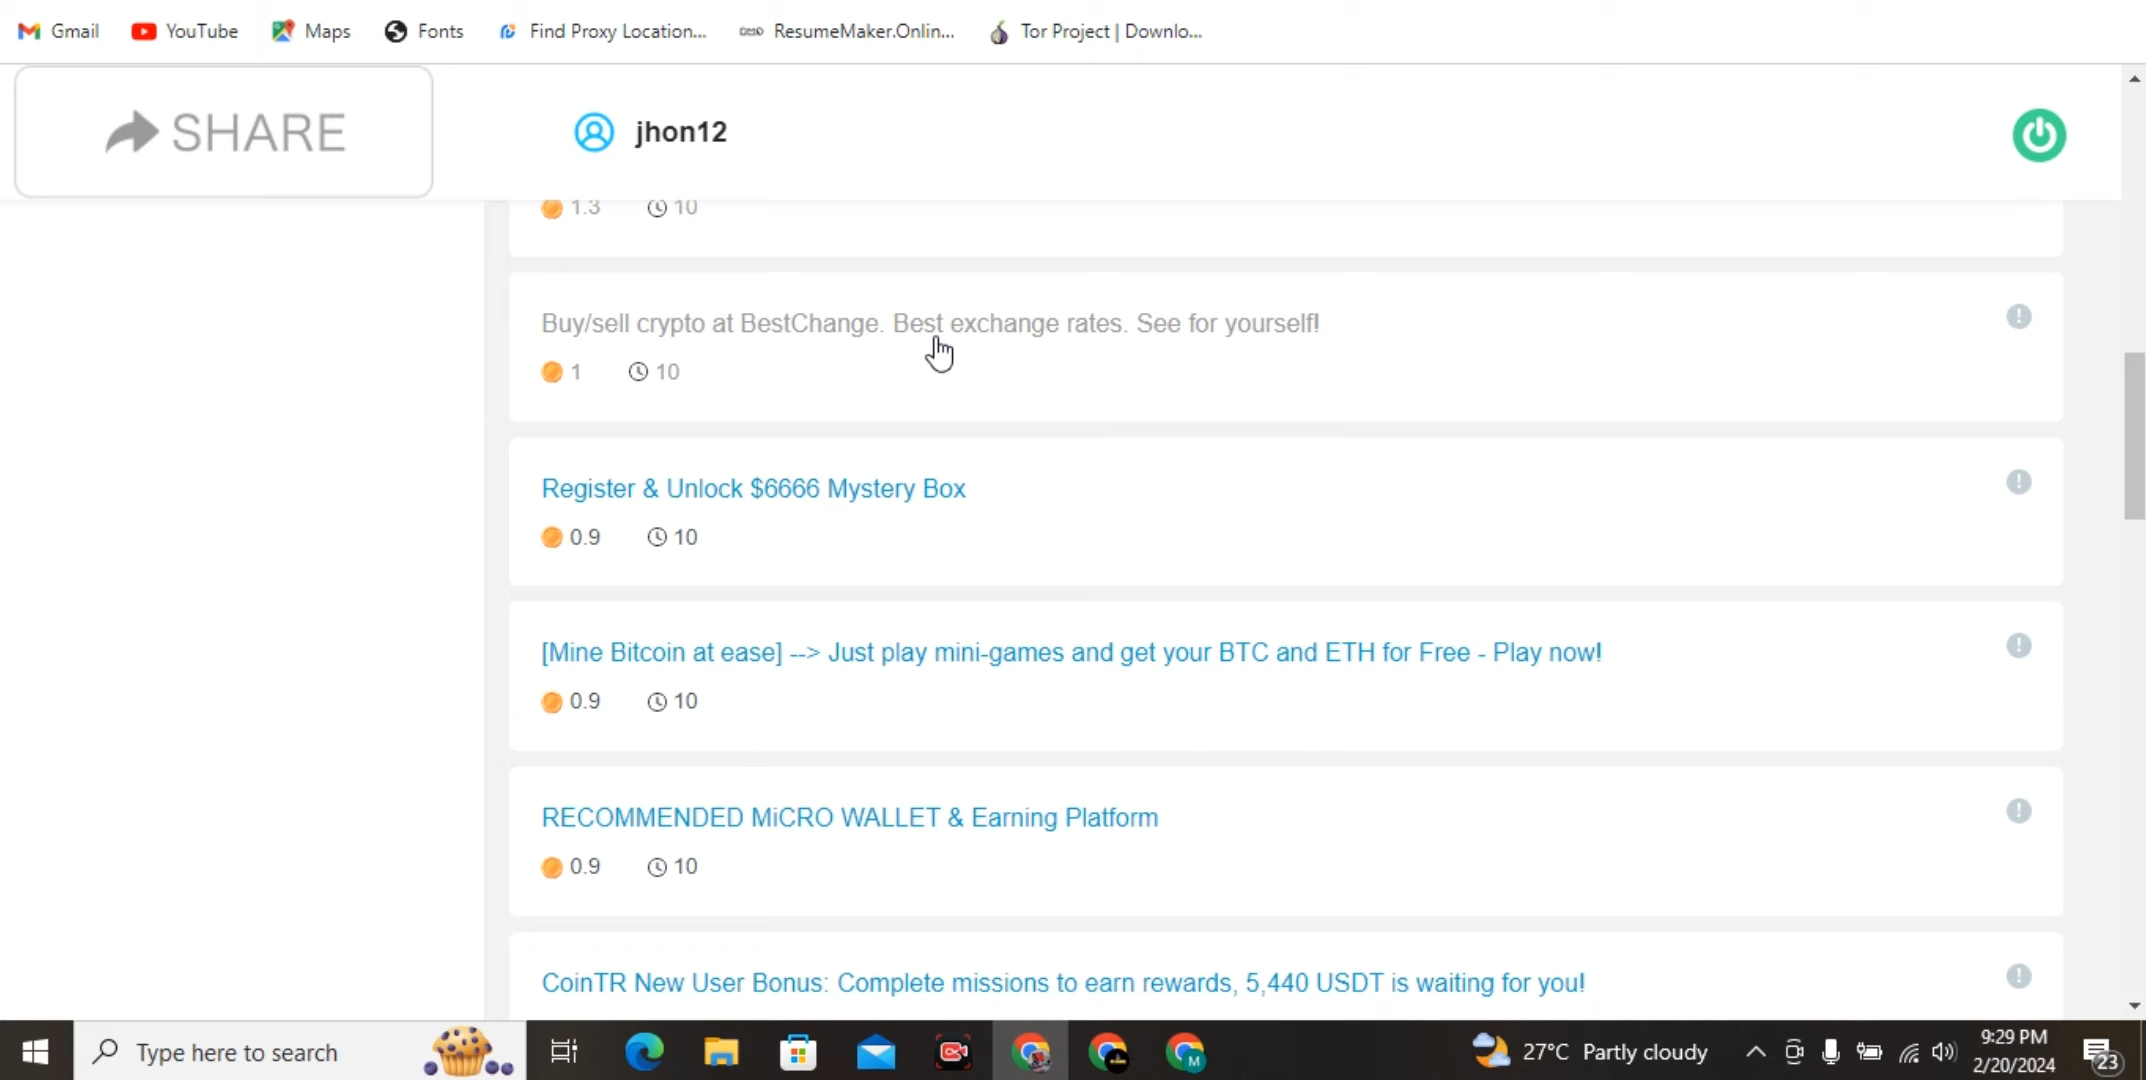 Gmail YouTube Maps Fonts Find Proxy Location... ResumeMaker.Onlin... Tor Project | Downlo...
SHARE jhon12
1.3 10
Buy/sell crypto at BestChange. Best exchange rates. See for yourself!
1 10
Register & Unlock $6666 Mystery Box
0.9 10
[Mine Bitcoin at ease] --> Just play mini-games and get your BTC and ETH for Free - Play now!
0.9 10
RECOMMENDED MiCRO WALLET & Earning Platform
0.9 10
CoinTR New User Bonus: Complete missions to earn rewards, 5,440 USDT is waiting for you!
Type here to search 27°C Partly cloudy 9:29 PM
2/20/2024 23